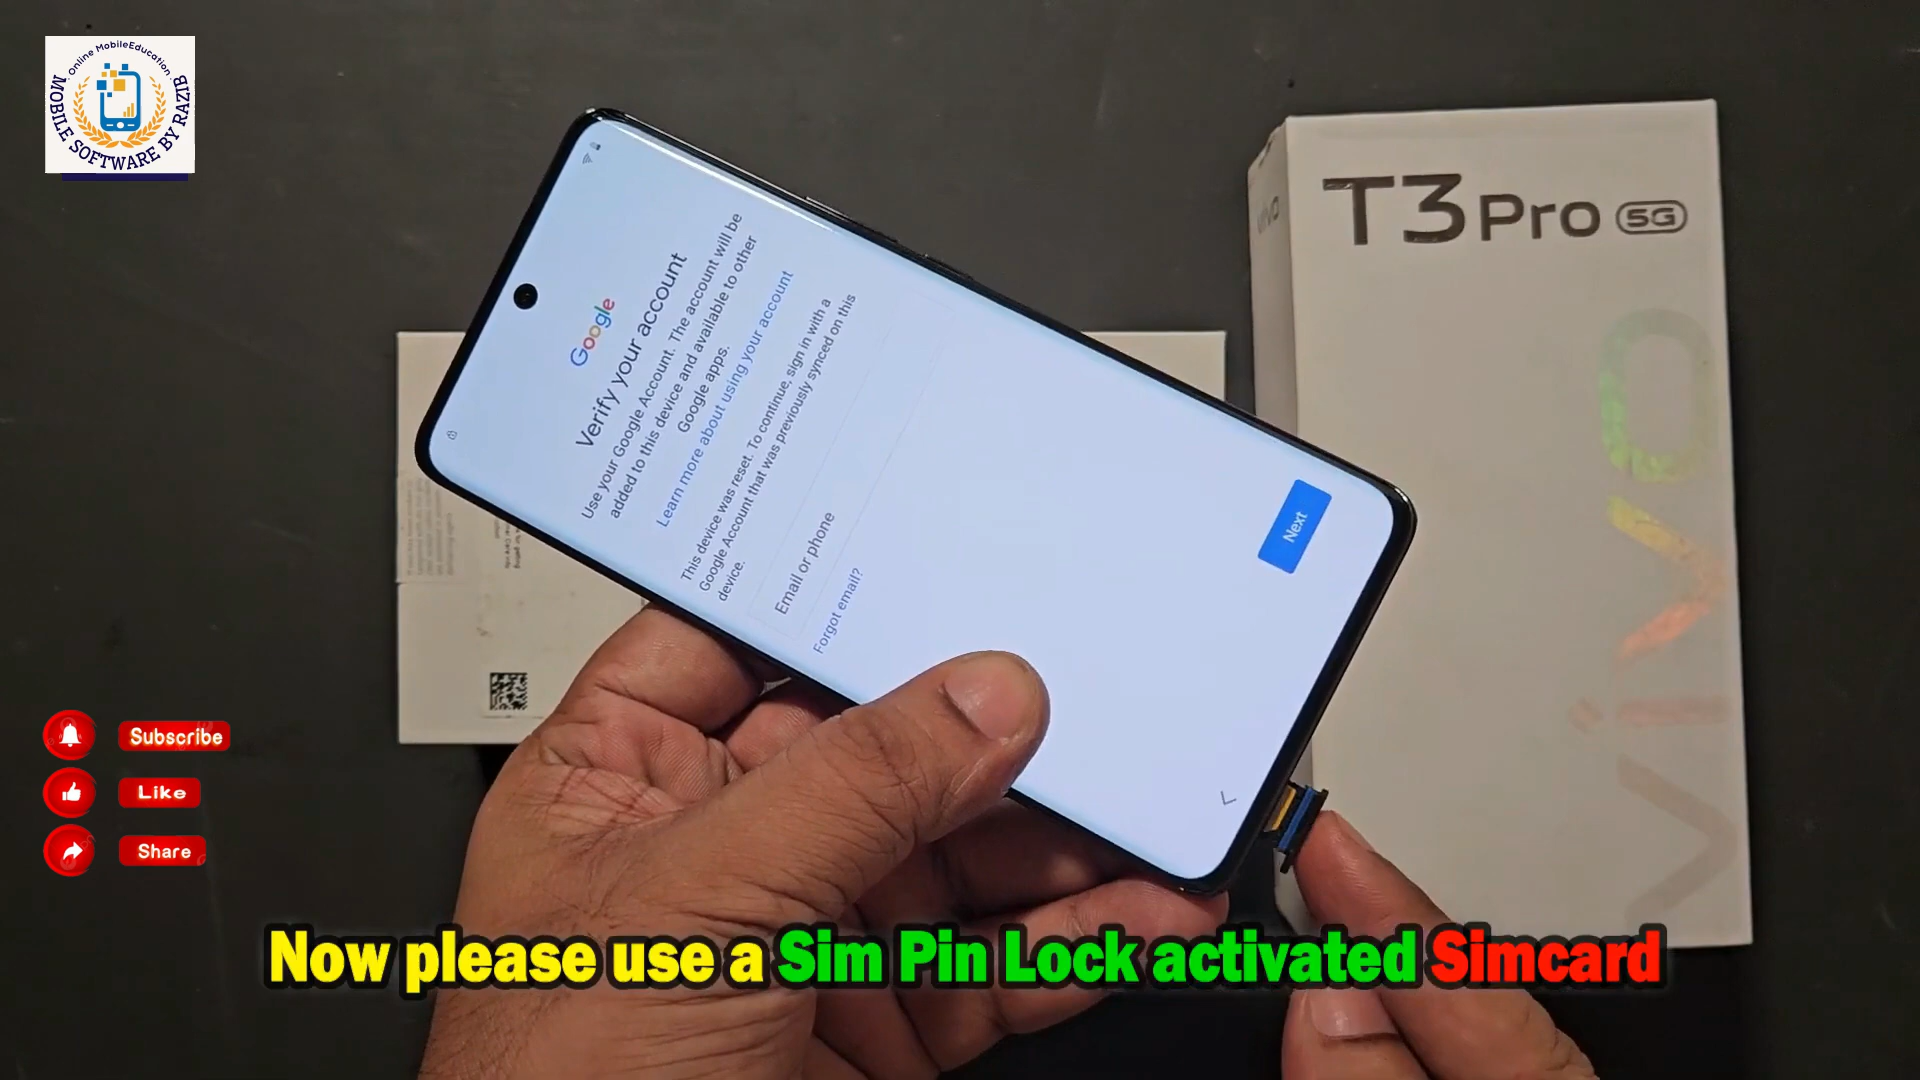 Online MobileEducation
MOBILE SOFTWARE BY RAZIB
T3 Pro 5G
vivo
vivo
Google
Verify your account
Use your Google Account. The account will be
added to this device and available to other
Google apps.
Learn more about using your account
This device was reset. To continue, sign in with a
Google Account that was previously synced on this
device.
Email or phone
Forgot email?
Next
Subscribe
Like
Share
Now please use a Sim Pin Lock activated Simcard